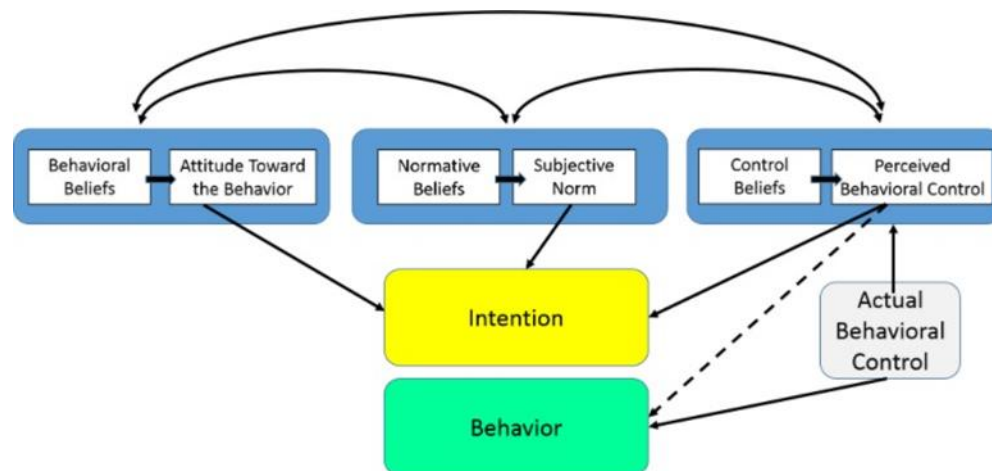 Behavioral
Beliefs
Attitude Toward
the Behavior
Normative
Beliefs
Subjective
Norm
Control
Beliefs
Perceived
Behavioral Control
Intention
Actual
Behavioral
Control
Behavior